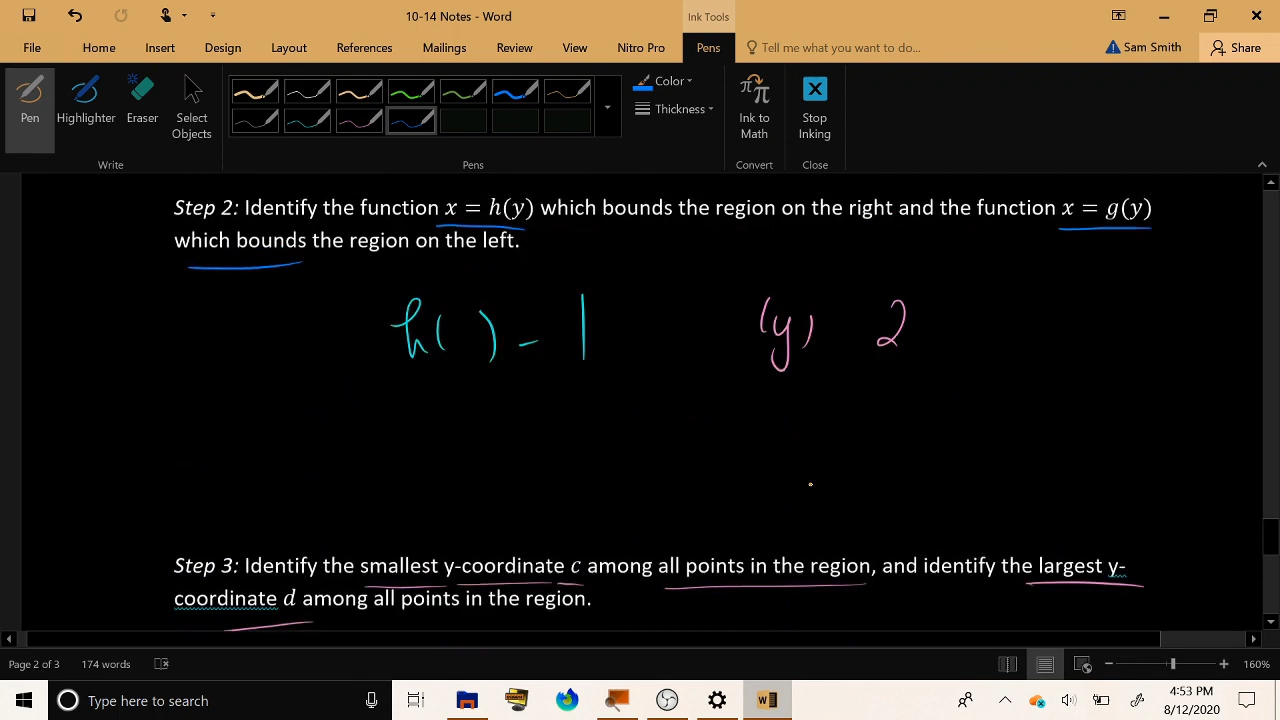 10-14 Notes - Word
Ink Tools
File Home Insert Design Layout References Mailings Review View Nitro Pro Pens Tell me what you want to do... Sam Smith Share
Pen Highlighter Eraser Select Objects
Color Thickness
Ink to Math Stop Inking
Write Pens Convert Close
Step 2: Identify the function x = h(y) which bounds the region on the right and the function x = g(y)
which bounds the region on the left.
h( ) - 1 (y) 2
Step 3: Identify the smallest y-coordinate c among all points in the region, and identify the largest y-
coordinate d among all points in the region.
Page 2 of 3 174 words 160%
Type here to search
4:53 PM
8/12/2020